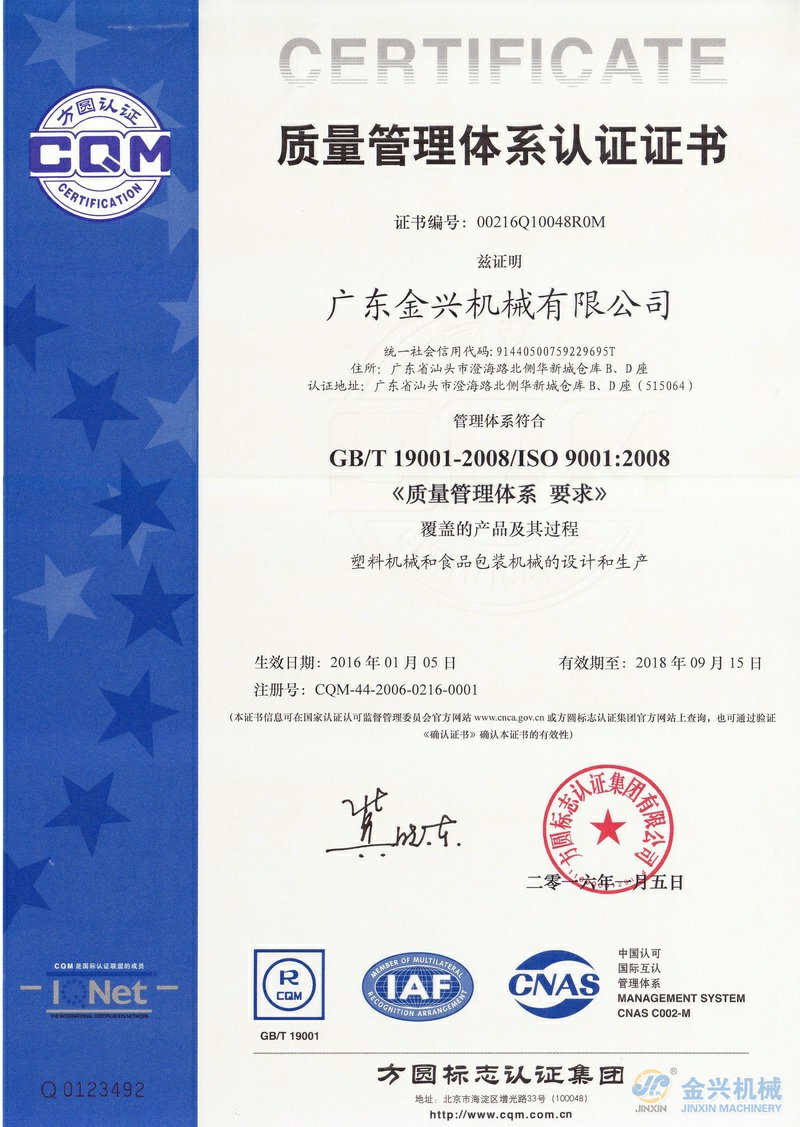 CERTIFICATE
方圆认证
CQM
CERTIFICATION
质量管理体系认证证书
证书编号：00216Q10048R0M
兹证明
广东金兴机械有限公司
统一社会信用代码:91440500759229695T
住所：广东省汕头市澄海路北侧华新城仓库B、D座
认证地址：广东省汕头市澄海路北侧华新城仓库B、D座（515064）
管理体系符合
GB/T 19001-2008/ISO 9001:2008
《质量管理体系 要求》
覆盖的产品及其过程
塑料机械和食品包装机械的设计和生产
生效日期：2016年01月05日 有效期至：2018年09月15日
注册号：CQM-44-2006-0216-0001
(本证书信息可在国家认证认可监督管理委员会官方网站 www.cnca.gov.cn 或方圆标志认证集团官方网站上查询，也可通过验证
《确认证书》确认本证书的有效性)
方圆标志认证集团有限公司
二零一六年一月五日
CQM 是国际认证联盟的成员
IQNet
THE INTERNATIONAL CERTIFICATION NETWORK
R
CQM
GB/T 19001
MEMBER OF MULTILATERAL
IAF
RECOGNITION ARRANGEMENT
CNAS
中国认可
国际互认
管理体系
MANAGEMENT SYSTEM
CNAS C002-M
Q 0123492
方圆标志认证集团
地址：北京市海淀区增光路33号（100048）
http://www.cqm.com.cn
JINXIN
®
金兴机械
JINXIN MACHINERY